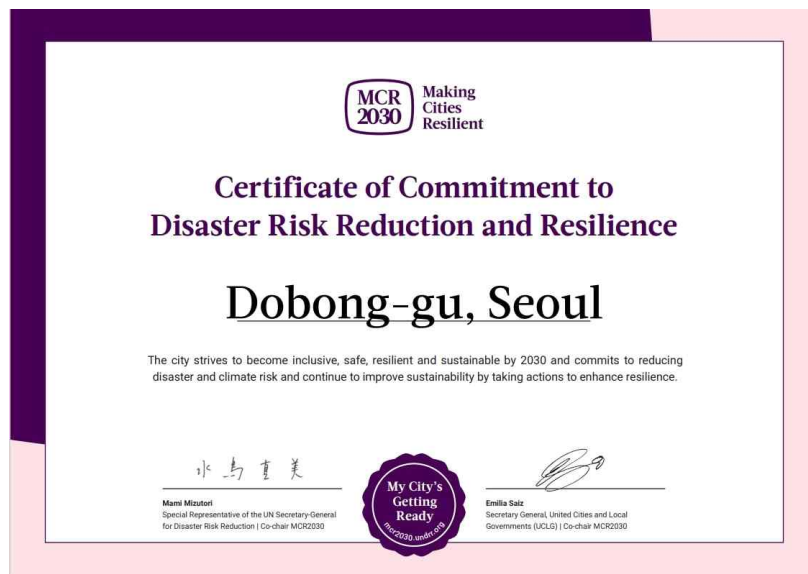 MCR
2030
Making
Cities
Resilient
Certificate of Commitment to
Disaster Risk Reduction and Resilience
Dobong-gu, Seoul
The city strives to become inclusive, safe, resilient and sustainable by 2030 and commits to reducing
disaster and climate risk and continue to improve sustainability by taking actions to enhance resilience.
水鳥真美
Mami Mizutori
Special Representative of the UN Secretary-General
for Disaster Risk Reduction | Co-chair MCR2030
My City's
Getting
Ready
mcr2030.undrr.org
Emilia Saiz
Secretary General, United Cities and Local
Governments (UCLG) | Co-chair MCR2030